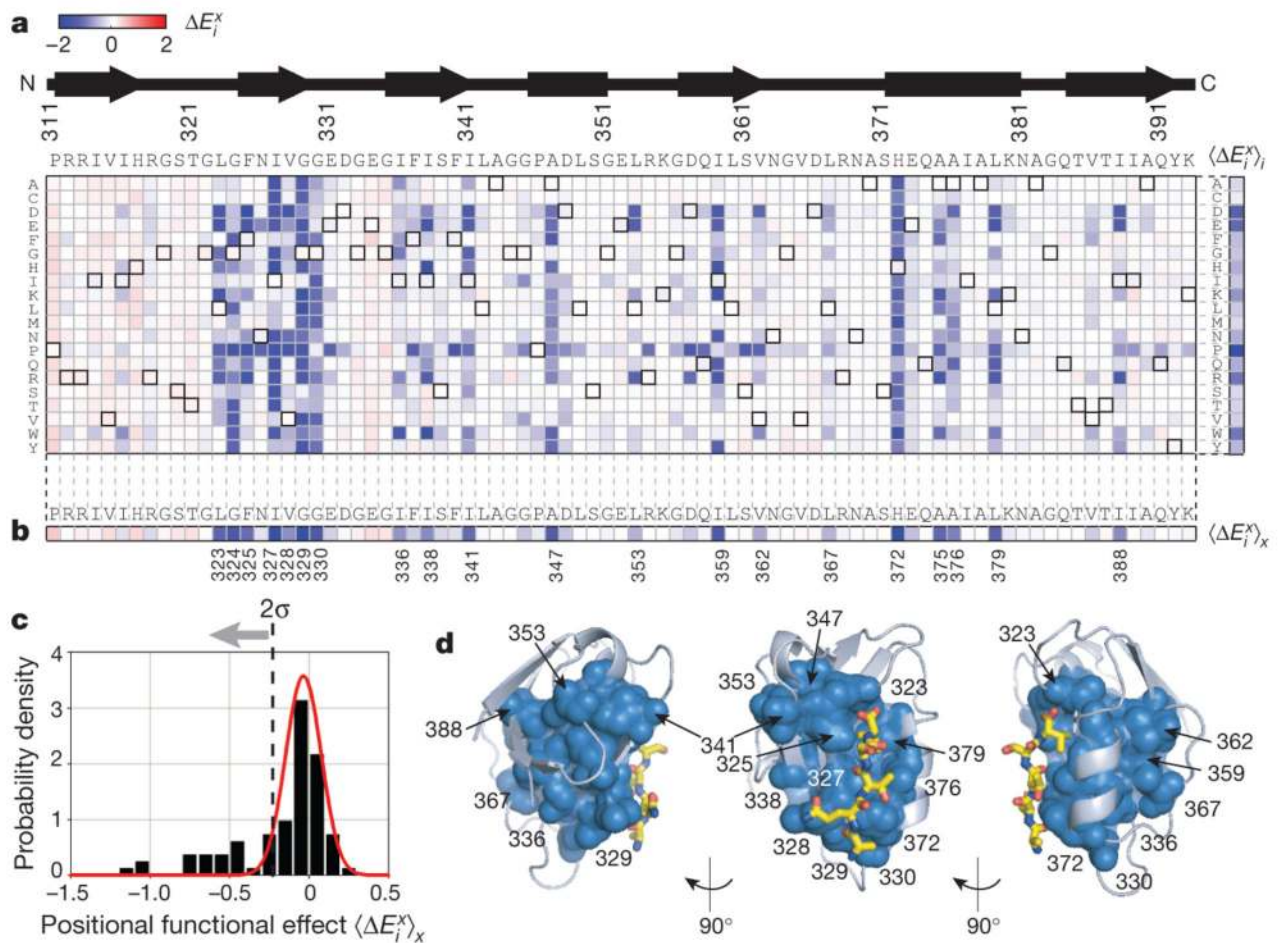 a
ΔE_i^x
−2 0 2
N C
311 321 331 341 351 361 371 381 391
PRRIVIHRGSTGLGFNIVGGEDGEGIFISFILAGGPADLSGELRKGDQILSVNGVDLRNASHEQAAIALKNAGQTVTIIAQYK ⟨ΔE_i^x⟩_i
A A
C C
D D
E E
F F
G G
H H
I I
K K
L L
M M
N N
P P
Q Q
R R
S S
T T
V V
W W
Y Y
PRRIVIHRGSTGLGFNIVGGEDGEGIFISFILAGGPADLSGELRKGDQILSVNGVDLRNASHEQAAIALKNAGQTVTIIAQYK
b ⟨ΔE_i^x⟩_x
323 324 325 327 328 329 330 336 338 341 347 353 359 362 367 372 375 376 379 388
c
2σ
Probability density
4
3
2
1
0
−1.5 −1.0 −0.5 0 0.5
Positional functional effect ⟨ΔE_i^x⟩_x
d
353
388
341
367
336
329
90°
347
353
323
325
379
327
376
338
328
372
329
330
90°
323
362
359
367
336
372
330